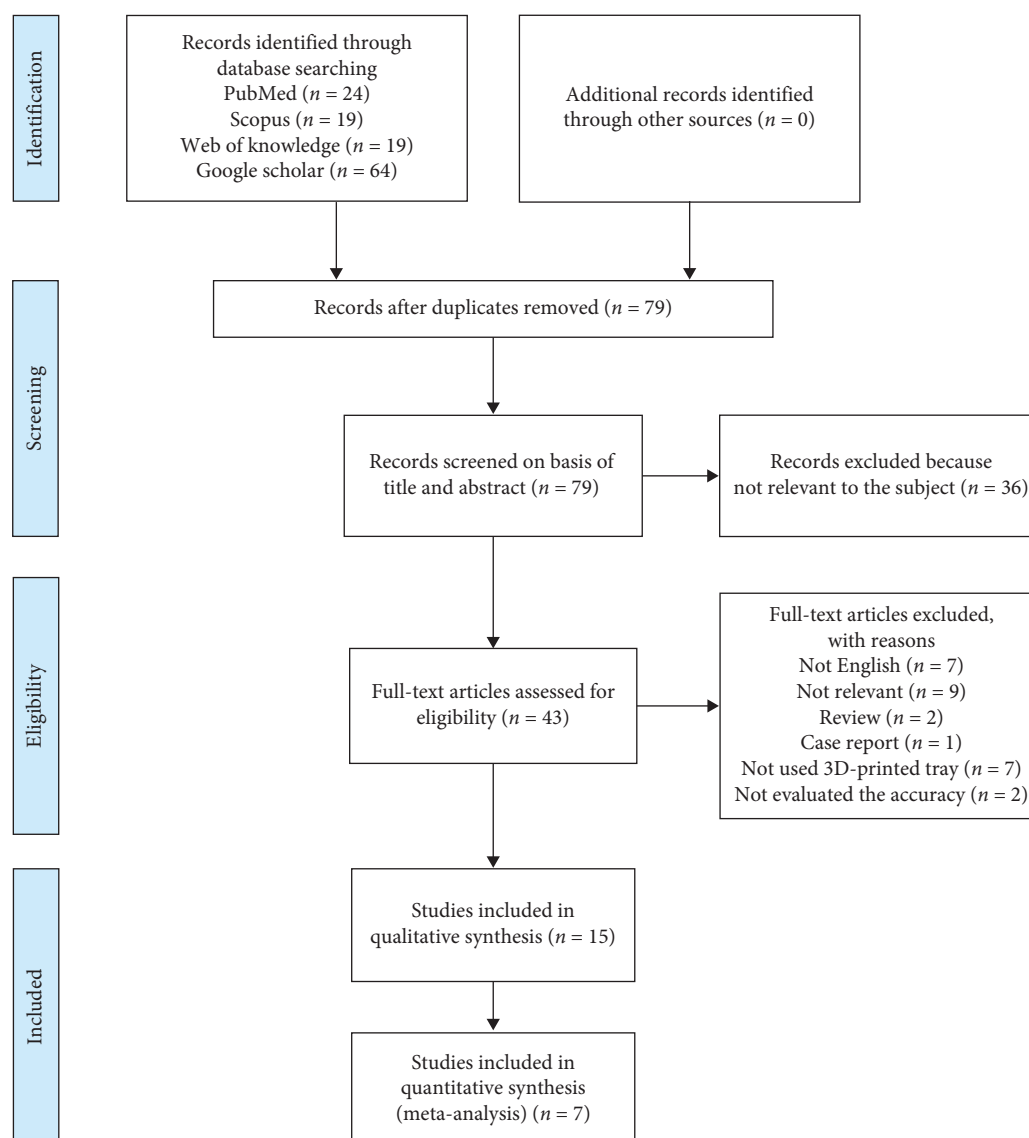 Identification
Records identified through
database searching
PubMed (n = 24)
Scopus (n = 19)
Web of knowledge (n = 19)
Google scholar (n = 64)
Additional records identified
through other sources (n = 0)
Screening
Records after duplicates removed (n = 79)
Records screened on basis of
title and abstract (n = 79)
Records excluded because
not relevant to the subject (n = 36)
Eligibility
Full-text articles assessed for
eligibility (n = 43)
Full-text articles excluded,
with reasons
Not English (n = 7)
Not relevant (n = 9)
Review (n = 2)
Case report (n = 1)
Not used 3D-printed tray (n = 7)
Not evaluated the accuracy (n = 2)
Included
Studies included in
qualitative synthesis (n = 15)
Studies included in
quantitative synthesis
(meta-analysis) (n = 7)